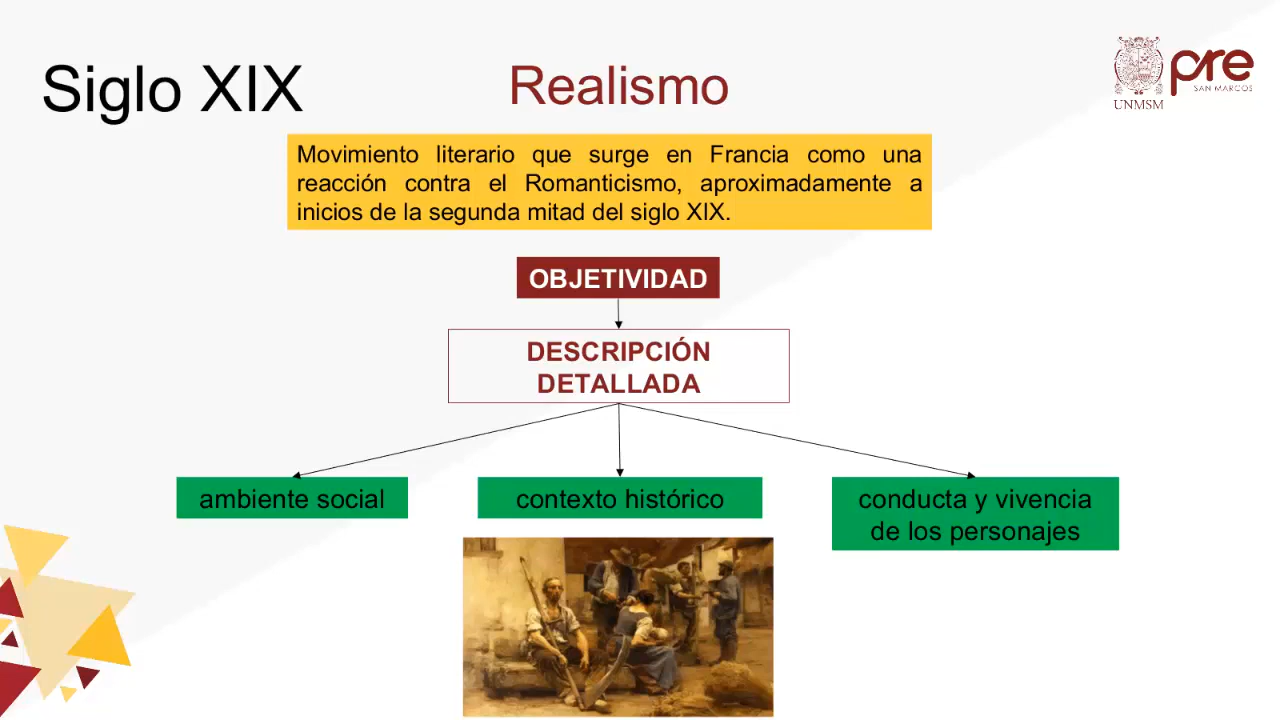 Siglo XIX
Realismo
UNMSM
pre
SAN MARCOS
Movimiento literario que surge en Francia como una
reacción contra el Romanticismo, aproximadamente a
inicios de la segunda mitad del siglo XIX.
OBJETIVIDAD
DESCRIPCIÓN
DETALLADA
ambiente social
contexto histórico
conducta y vivencia
de los personajes